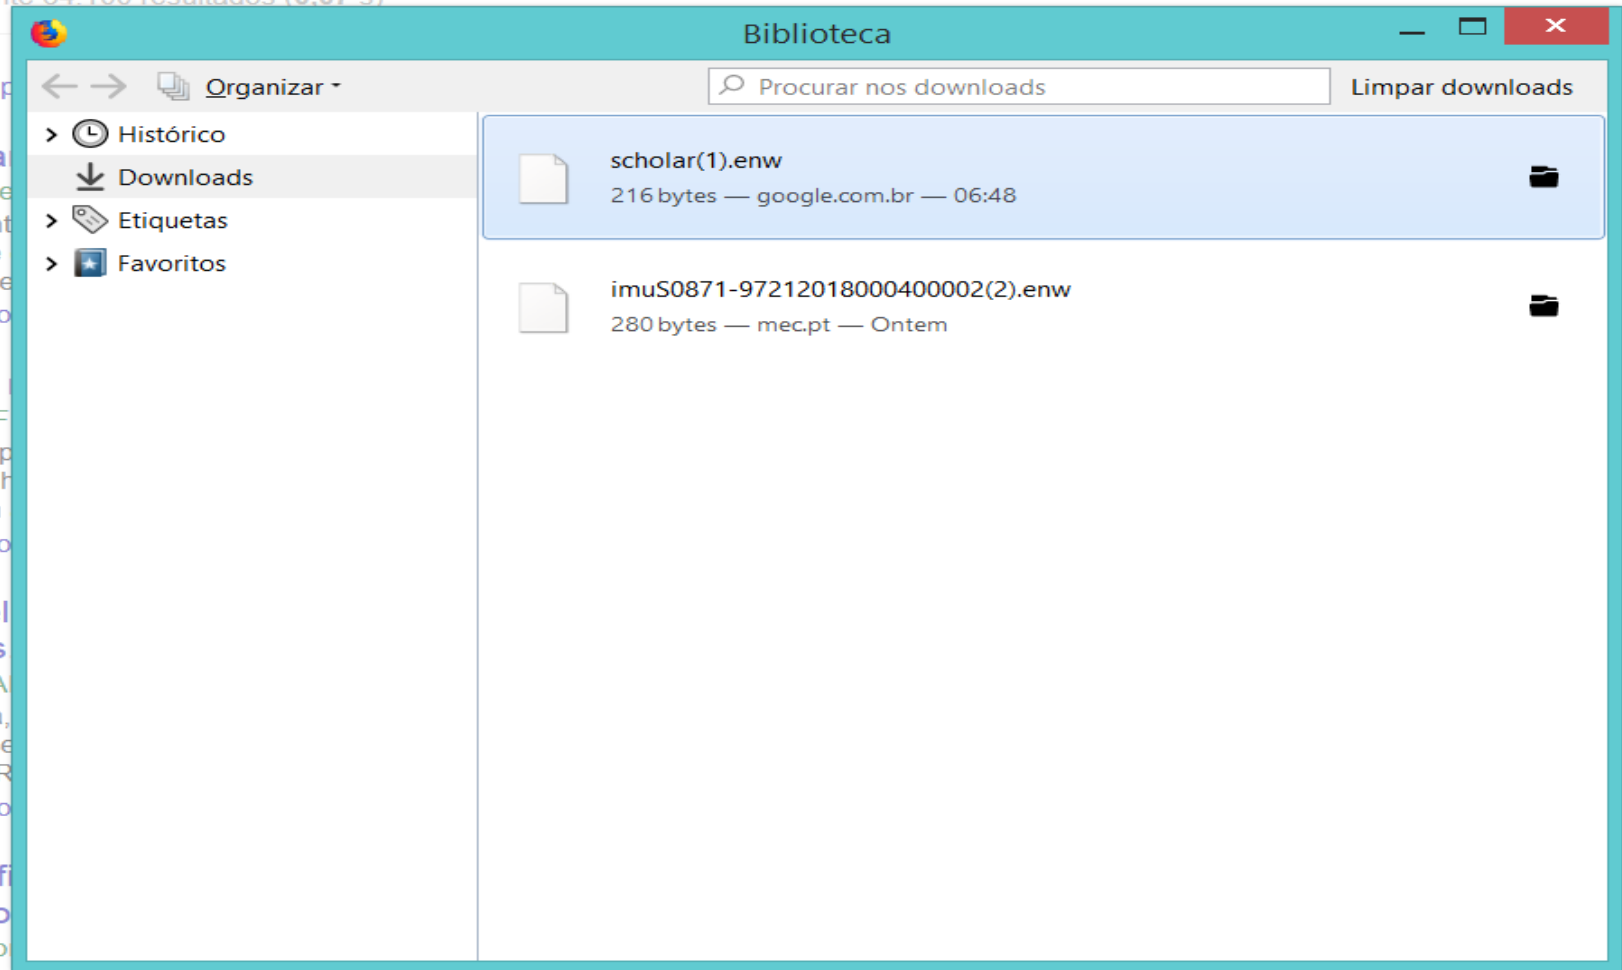 Biblioteca
Organizar
Procurar nos downloads
Limpar downloads
Histórico
Downloads
Etiquetas
Favoritos
scholar(1).enw
216 bytes — google.com.br — 06:48
imuS0871-97212018000400002(2).enw
280 bytes — mec.pt — Ontem